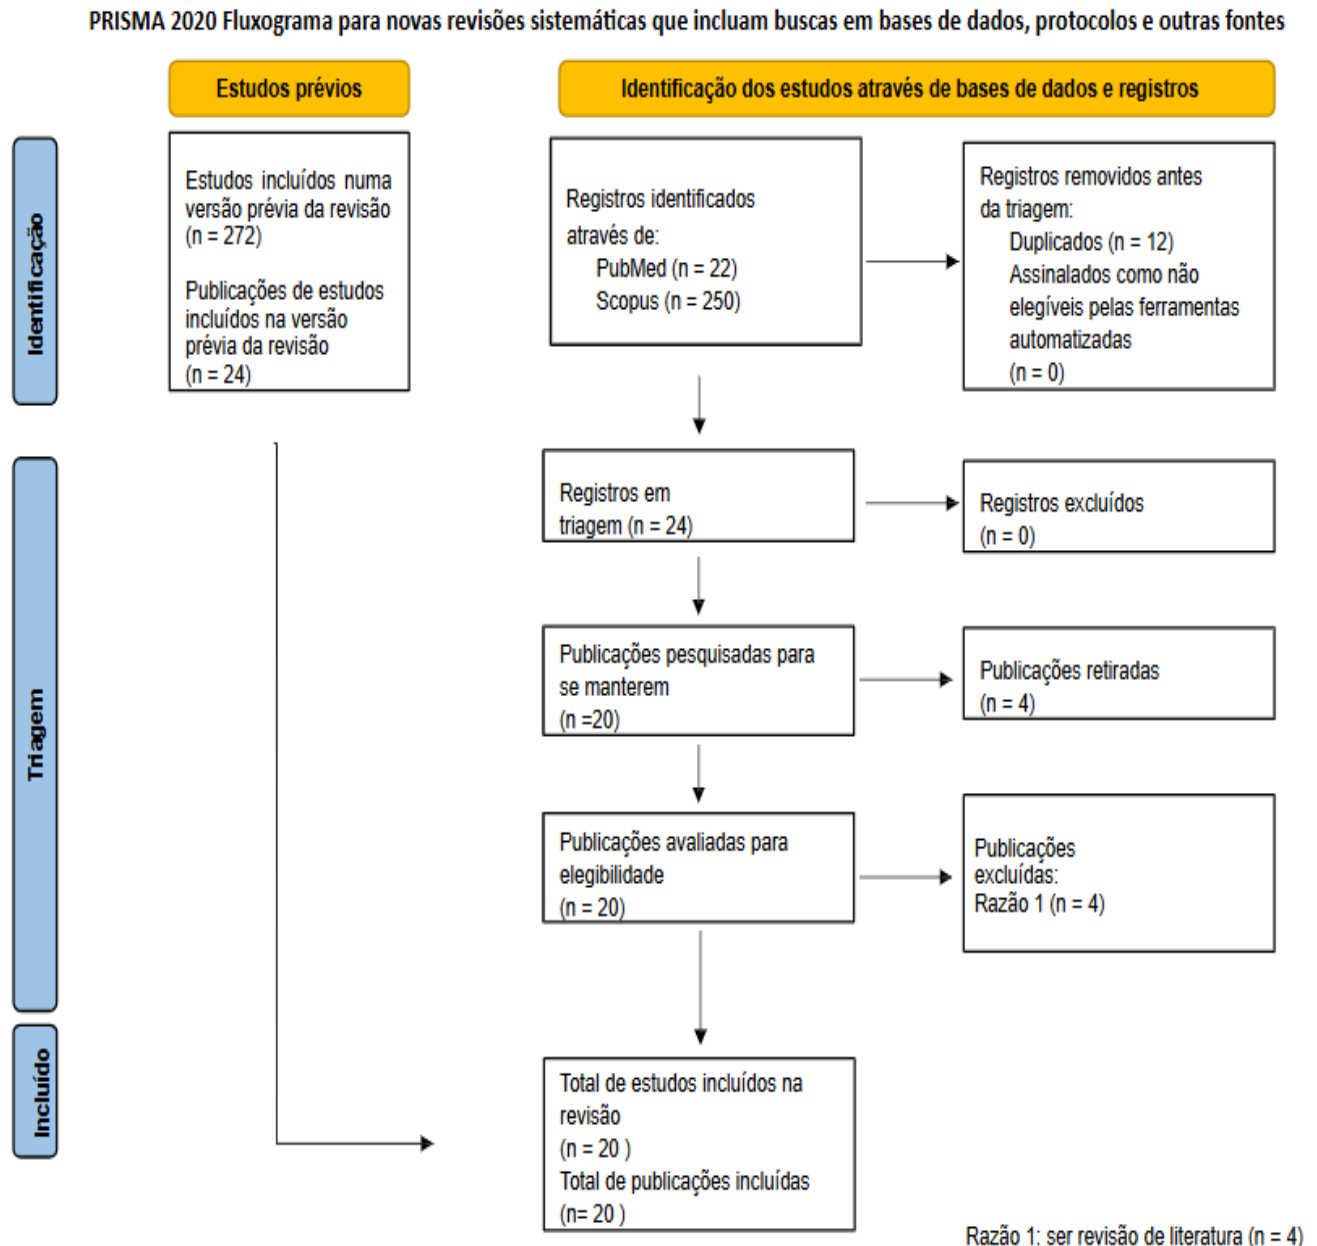 PRISMA 2020 Fluxograma para novas revisões sistemáticas que incluam buscas em bases de dados, protocolos e outras fontes
Estudos prévios
Identificação dos estudos através de bases de dados e registros
Identificação
Estudos incluídos numa
versão prévia da revisão
(n = 272)
Publicações de estudos
incluídos na versão
prévia da revisão
(n = 24)
Registros identificados
através de:
PubMed (n = 22)
Scopus (n = 250)
Registros removidos antes
da triagem:
Duplicados (n = 12)
Assinalados como não
elegíveis pelas ferramentas
automatizadas
(n = 0)
Triagem
Registros em
triagem (n = 24)
Registros excluídos
(n = 0)
Publicações pesquisadas para
se manterem
(n =20)
Publicações retiradas
(n = 4)
Publicações avaliadas para
elegibilidade
(n = 20)
Publicações
excluídas:
Razão 1 (n = 4)
Incluído
Total de estudos incluídos na
revisão
(n = 20 )
Total de publicações incluídas
(n= 20 )
Razão 1: ser revisão de literatura (n = 4)